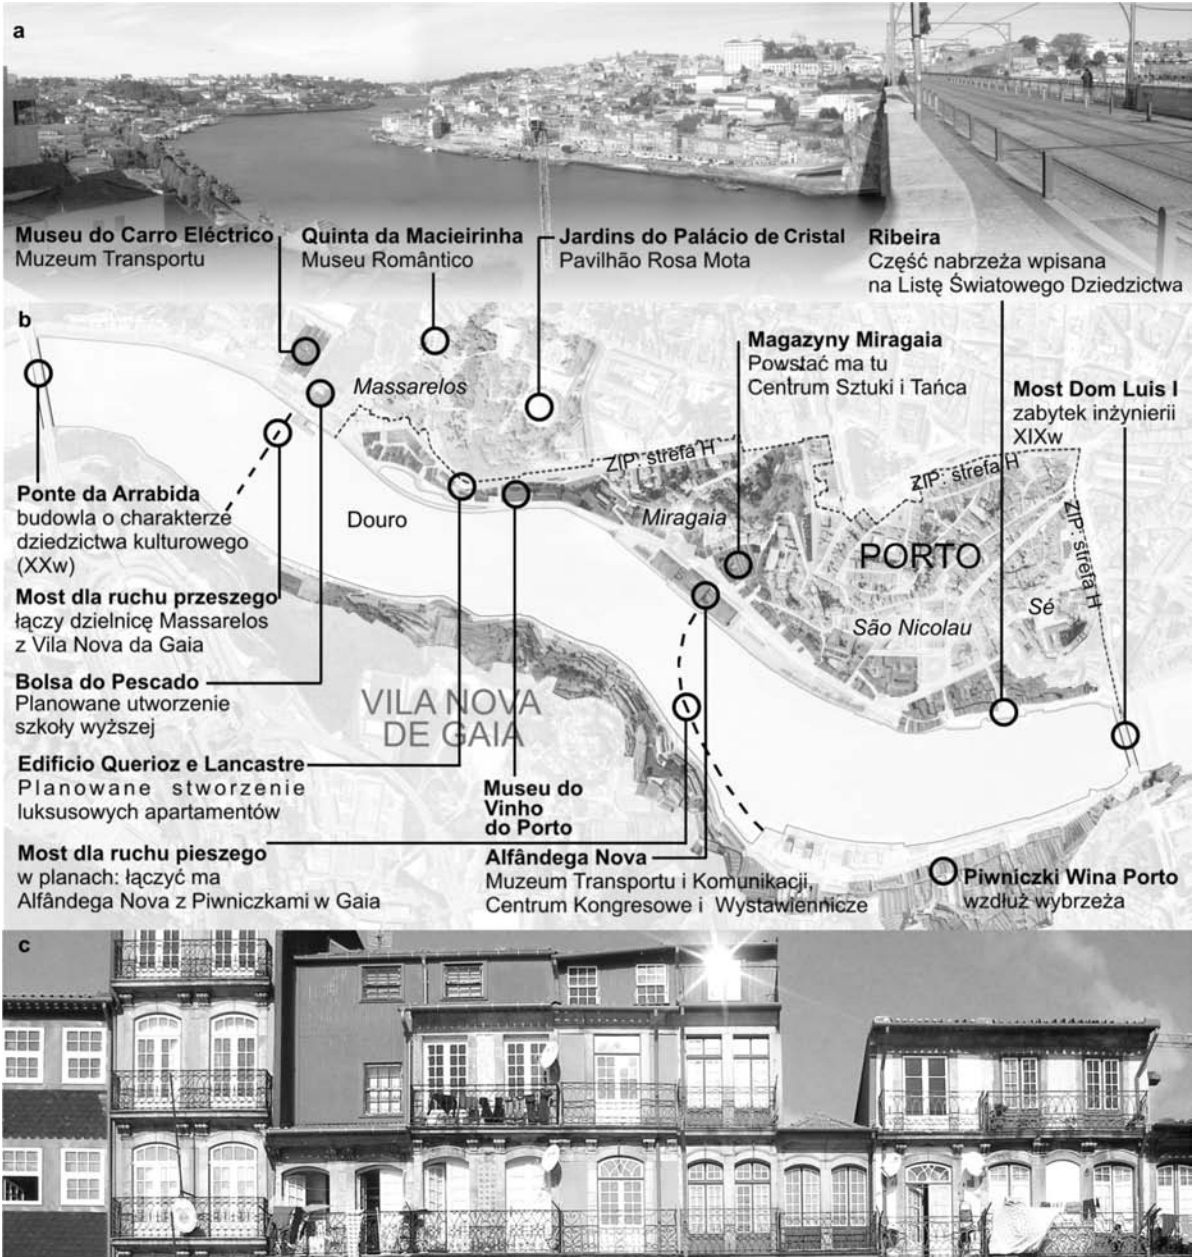 a
Museu do Carro Eléctrico
Muzeum Transportu
Quinta da Macieirinha
Museu Romântico
Jardins do Palácio de Cristal
Pavilhão Rosa Mota
Ribeira
Część nabrzeża wpisana
na Listę Światowego Dziedzictwa
b
Magazyny Miragaia
Powstać ma tu
Centrum Sztuki i Tańca
Massarelos
Most Dom Luis I
zabytek inżynierii
XIXw
ZIP: strefa H
ZIP: strefa H
ZIP: strefa H
Ponte da Arrabida
budowla o charakterze
dziedzictwa kulturowego
(XXw)
Douro
Miragaia
PORTO
São Nicolau
Sé
Most dla ruchu przeszego
łączy dzielnicę Massarelos
z Vila Nova da Gaia
Bolsa do Pescado
Planowane utworzenie
szkoły wyższej
VILA NOVA
DE GAIA
Edificio Querioz e Lancastre
Planowane stworzenie
luksusowych apartamentów
Museu do
Vinho
do Porto
Most dla ruchu pieszego
w planach: łączyć ma
Alfândega Nova z Piwniczkami w Gaia
Alfândega Nova
Muzeum Transportu i Komunikacji,
Centrum Kongresowe i Wystawiennicze
Piwniczki Wina Porto
wzdłuż wybrzeża
c